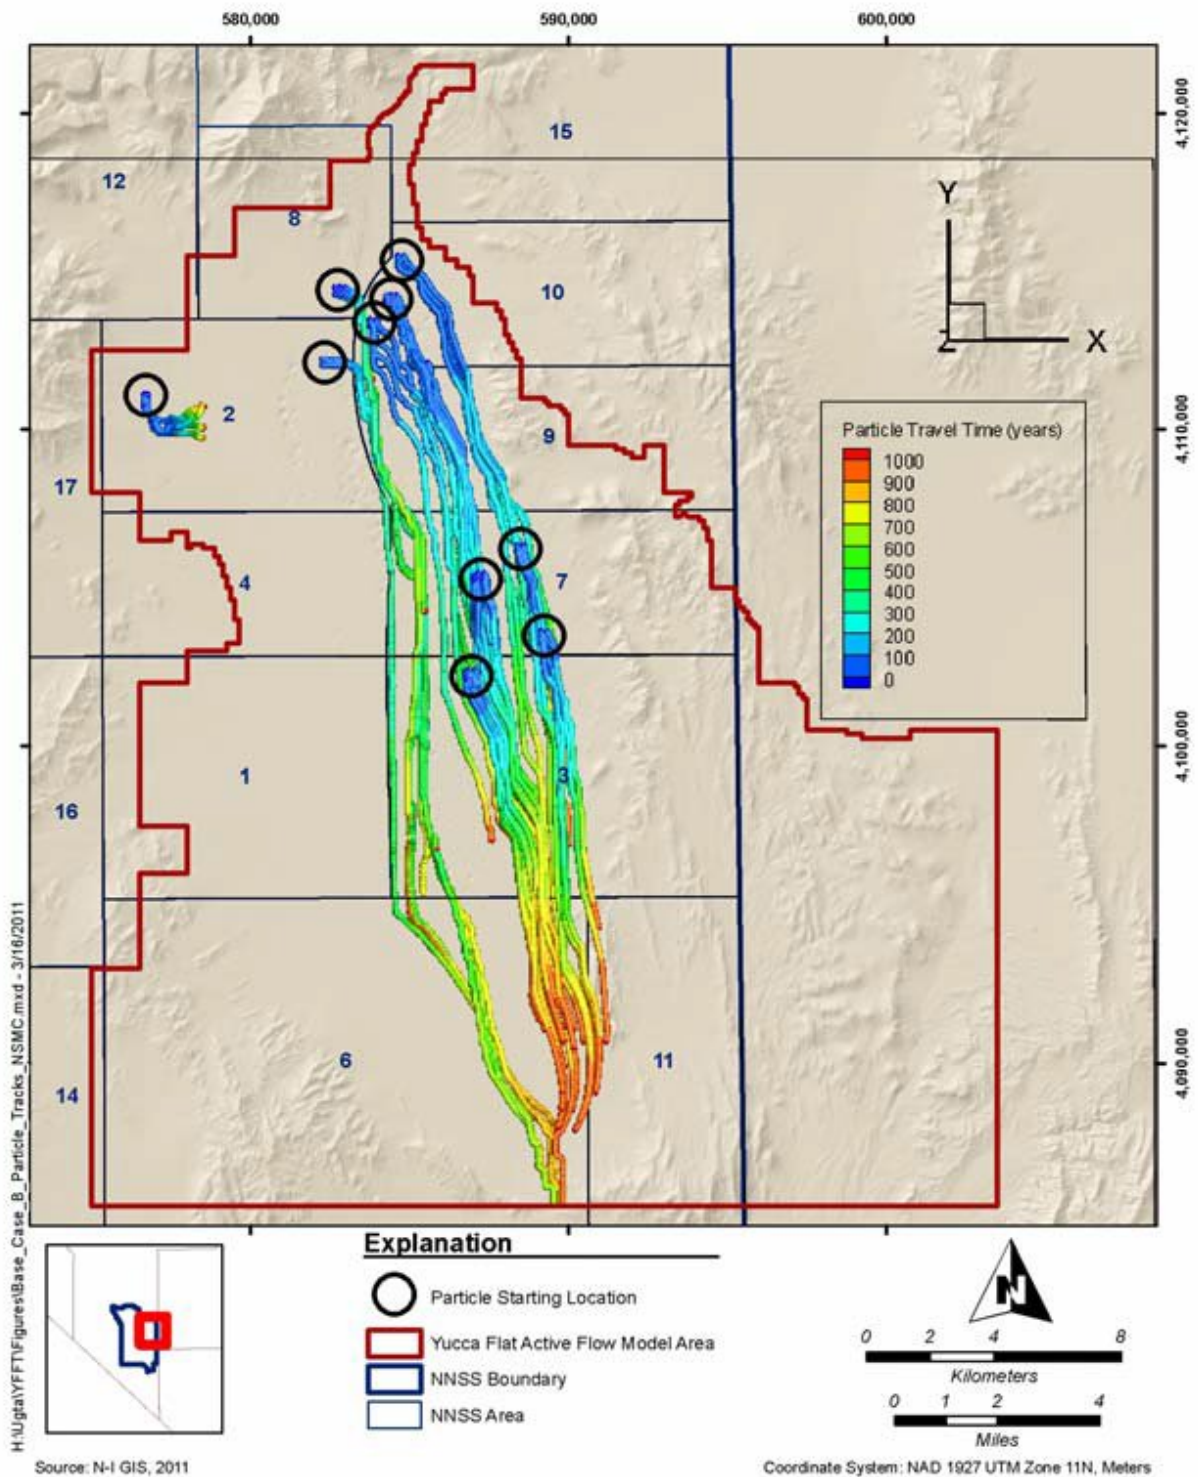 580,000
590,000
600,000
4,120,000
15
12
8
Y
10
Z
X
2
9
4,110,000
Particle Travel Time (years)
1000
900
800
700
600
500
400
300
200
100
0
17
4
7
4,100,000
1
3
16
6
11
14
4,090,000
H:\Ugta\YFFT\Figures\Base_Case_B_Particle_Tracks_NSMC.mxd - 3/16/2011
Explanation
Particle Starting Location
Yucca Flat Active Flow Model Area
NNSS Boundary
NNSS Area
N
0 2 4 8
Kilometers
0 1 2 4
Miles
Source: N-I GIS, 2011
Coordinate System: NAD 1927 UTM Zone 11N, Meters